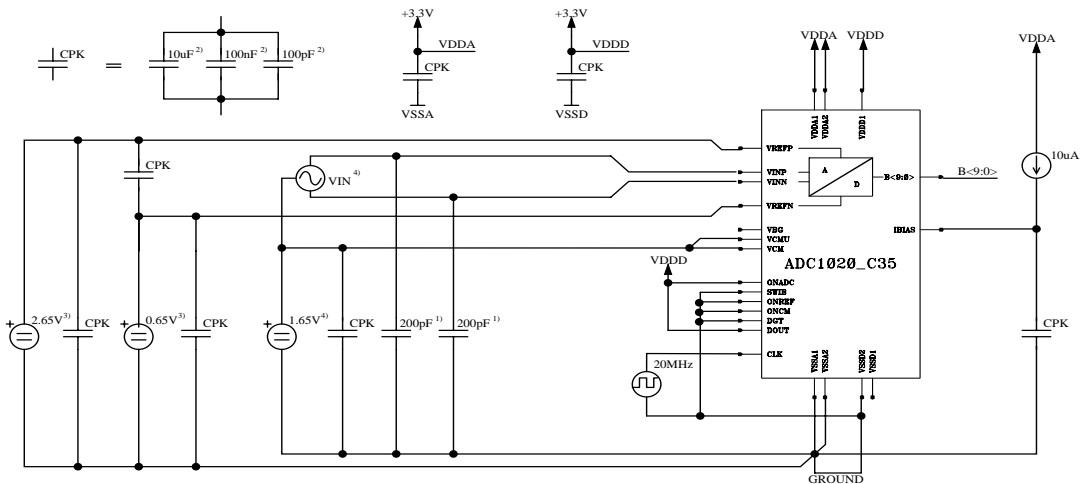 +3.3V
+3.3V
CPK
=
10uF 2)
100nF 2)
100pF 2)
VDDA
VDDD
CPK
CPK
VSSA
VSSD
VDDA
VDDD
VDDA
VDDA1
VDDA2
VDDD1
10uA
CPK
VIN 4)
VREFP
VINP
VINN
VREFN
A
D
B<9:0>
B<9:0>
VBG
VCMU
VCM
IBIAS
ADC1020_C35
VDDD
ONADC
SWIB
ONREF
ONCM
DGT
DOUT
CLK
+
2.65V 3)
CPK
+
0.65V 3)
CPK
+
1.65V 4)
CPK
200pF 1)
200pF 1)
CPK
20MHz
VSSA1
VSSA2
VSSD2
VSSD1
GROUND